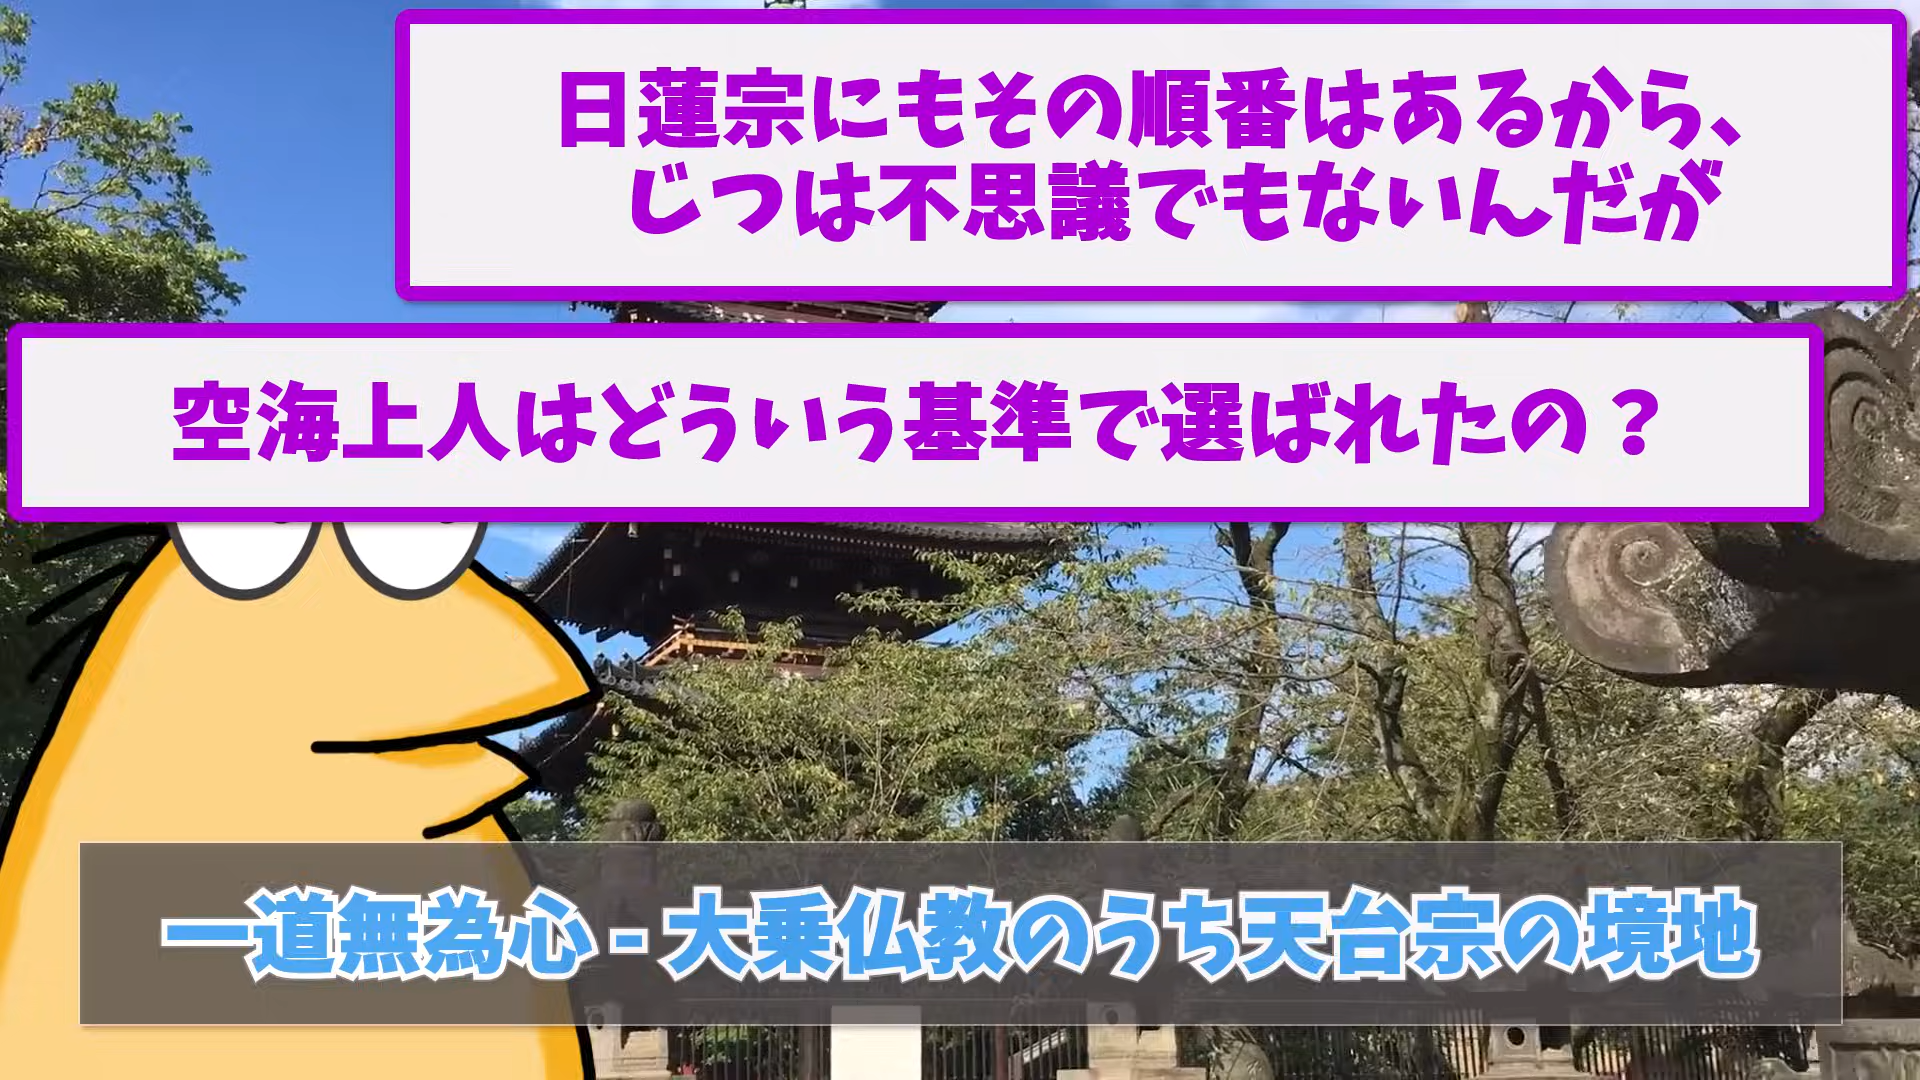 日蓮宗にもその順番はあるから、
じつは不思議でもないんだが
空海上人はどういう基準で選ばれたの？
一道無為心 - 大乗仏教のうち天台宗の境地